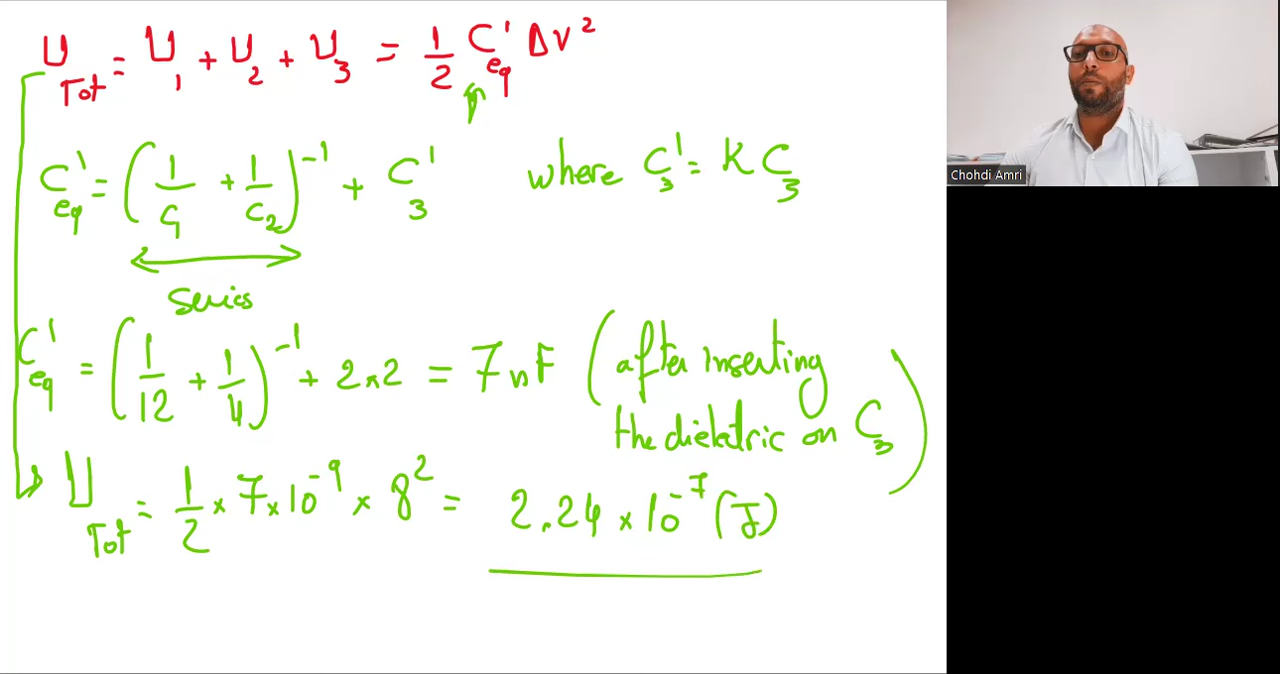 U_Tot = U_1 + U_2 + U_3 = 1/2 C'_eq ΔV²
C'_eq = (1/C_1 + 1/C_2)^-1 + C'_3 where C'_3 = K C_3
Series
C'_eq = (1/12 + 1/4)^-1 + 2×2 = 7nF (after inserting
the dielectric on C_3)
U_Tot = 1/2 × 7×10^-9 × 8² = 2.24 × 10^-7 (J)
Chohdi Amri